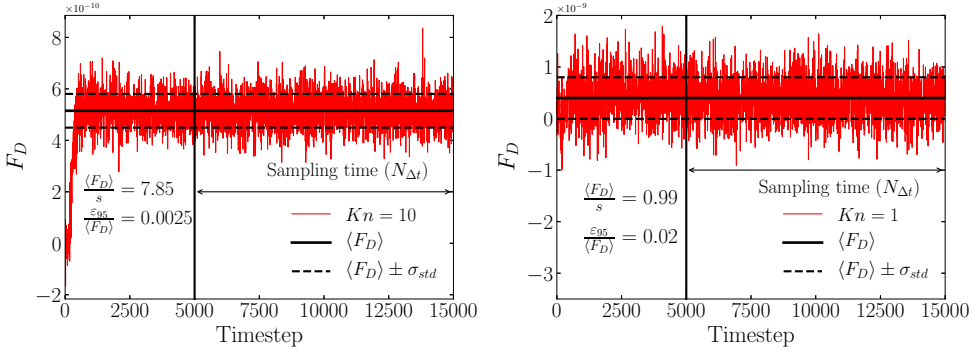 ×10⁻¹⁰
8
6
4
2
0
−2
F_D
0 2500 5000 7500 10000 12500 15000
Timestep
Sampling time (N_Δt)
⟨F_D⟩/s = 7.85
ε₉₅/⟨F_D⟩ = 0.0025
Kn = 10
⟨F_D⟩
⟨F_D⟩ ± σ_std
×10⁻⁹
2
1
0
−1
−2
−3
F_D
0 2500 5000 7500 10000 12500 15000
Timestep
Sampling time (N_Δt)
⟨F_D⟩/s = 0.99
ε₉₅/⟨F_D⟩ = 0.02
Kn = 1
⟨F_D⟩
⟨F_D⟩ ± σ_std